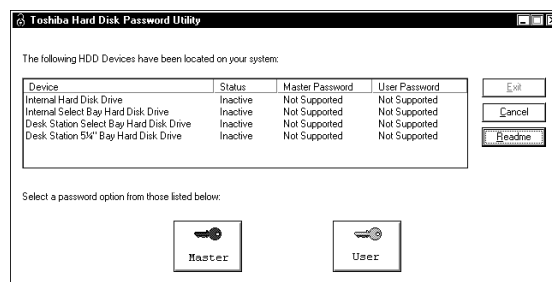 Toshiba Hard Disk Password Utility
The following HDD Devices have been located on your system:
Device Status Master Password User Password
Internal Hard Disk Drive Inactive Not Supported Not Supported
Internal Select Bay Hard Disk Drive Inactive Not Supported Not Supported
Desk Station Select Bay Hard Disk Drive Inactive Not Supported Not Supported
Desk Station 5¼" Bay Hard Disk Drive Inactive Not Supported Not Supported
Exit
Cancel
Readme
Select a password option from those listed below:
Master User